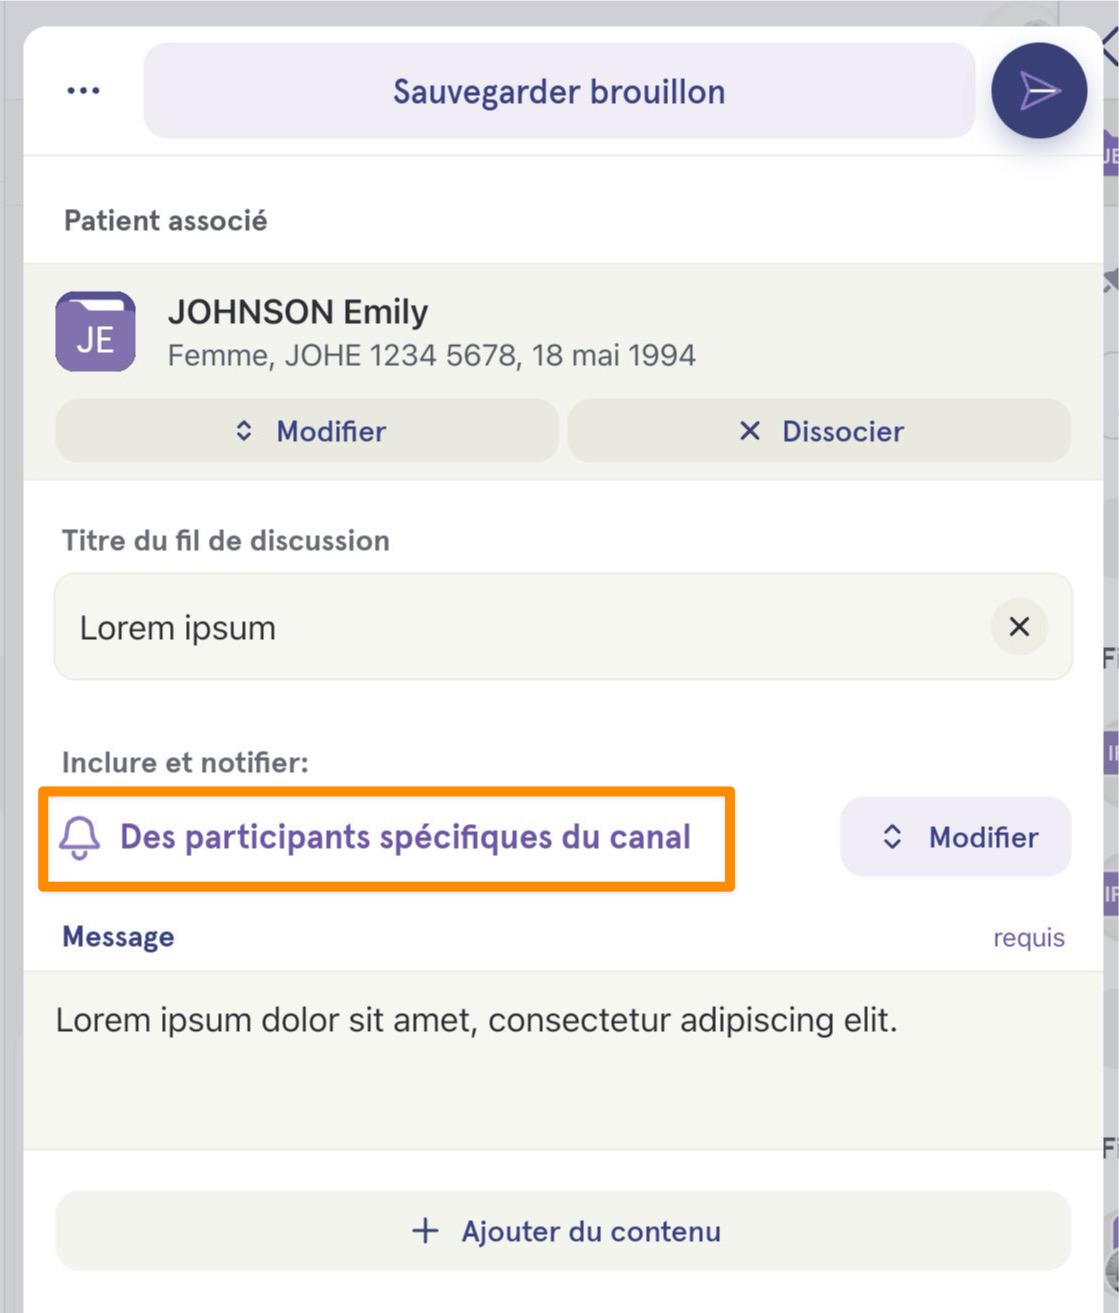 Sauvegarder brouillon
Patient associé
JE
JOHNSON Emily
Femme, JOHE 1234 5678, 18 mai 1994
Modifier
Dissocier
Titre du fil de discussion
Lorem ipsum
Inclure et notifier:
Des participants spécifiques du canal
Modifier
Message
requis
Lorem ipsum dolor sit amet, consectetur adipiscing elit.
Ajouter du contenu